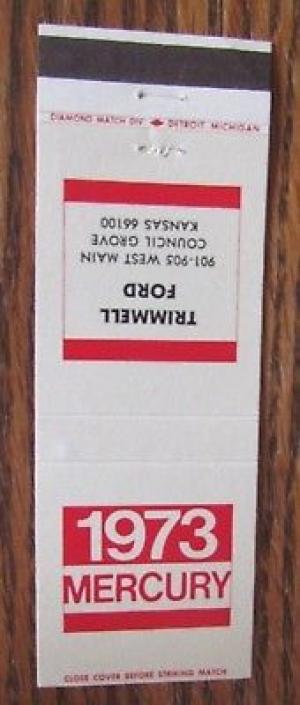 DIAMOND MATCH DIV. DETROIT MICHIGAN
TRIMMELL
FORD
901-905 WEST MAIN
COUNCIL GROVE
KANSAS 66100
1973
MERCURY
CLOSE COVER BEFORE STRIKING MATCH